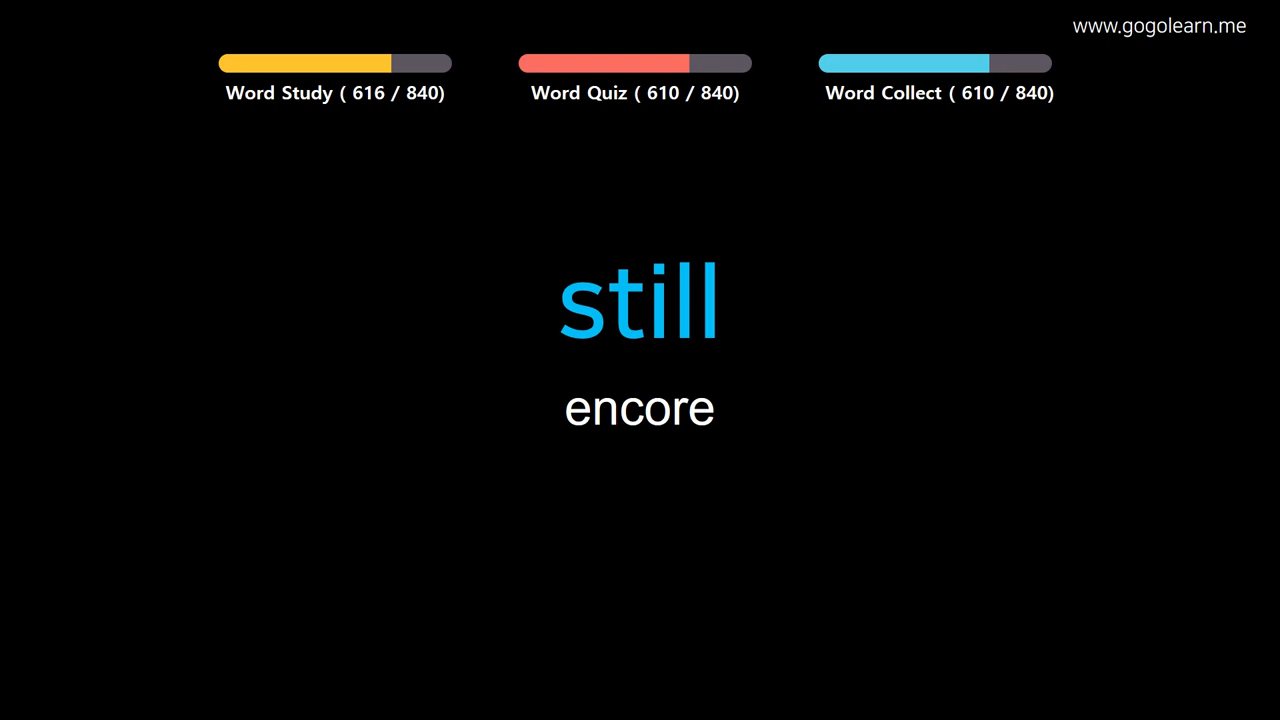 www.gogolearn.me
Word Study ( 616 / 840)
Word Quiz ( 610 / 840)
Word Collect ( 610 / 840)
still
encore